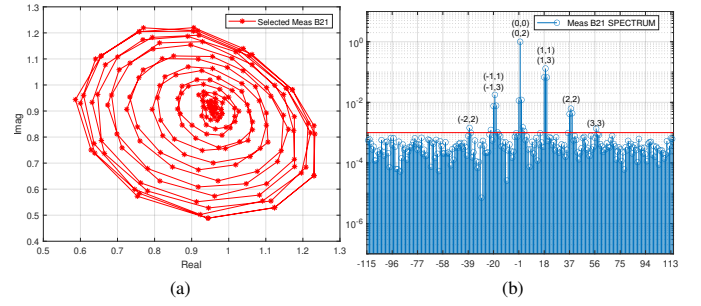 1.3
1.2
1.1
1
0.9
0.8
0.7
0.6
0.5
0.4
Imag
Selected Meas B21
0.5 0.6 0.7 0.8 0.9 1 1.1 1.2 1.3
Real
(a)
Meas B21 SPECTRUM
10^0
10^-2
10^-4
10^-6
(0,0)
(0,2)
(1,1)
(1,3)
(-1,1)
(-1,3)
(2,2)
(-2,2)
(3,3)
-115 -96 -77 -58 -39 -20 -1 18 37 56 75 94 113
(b)